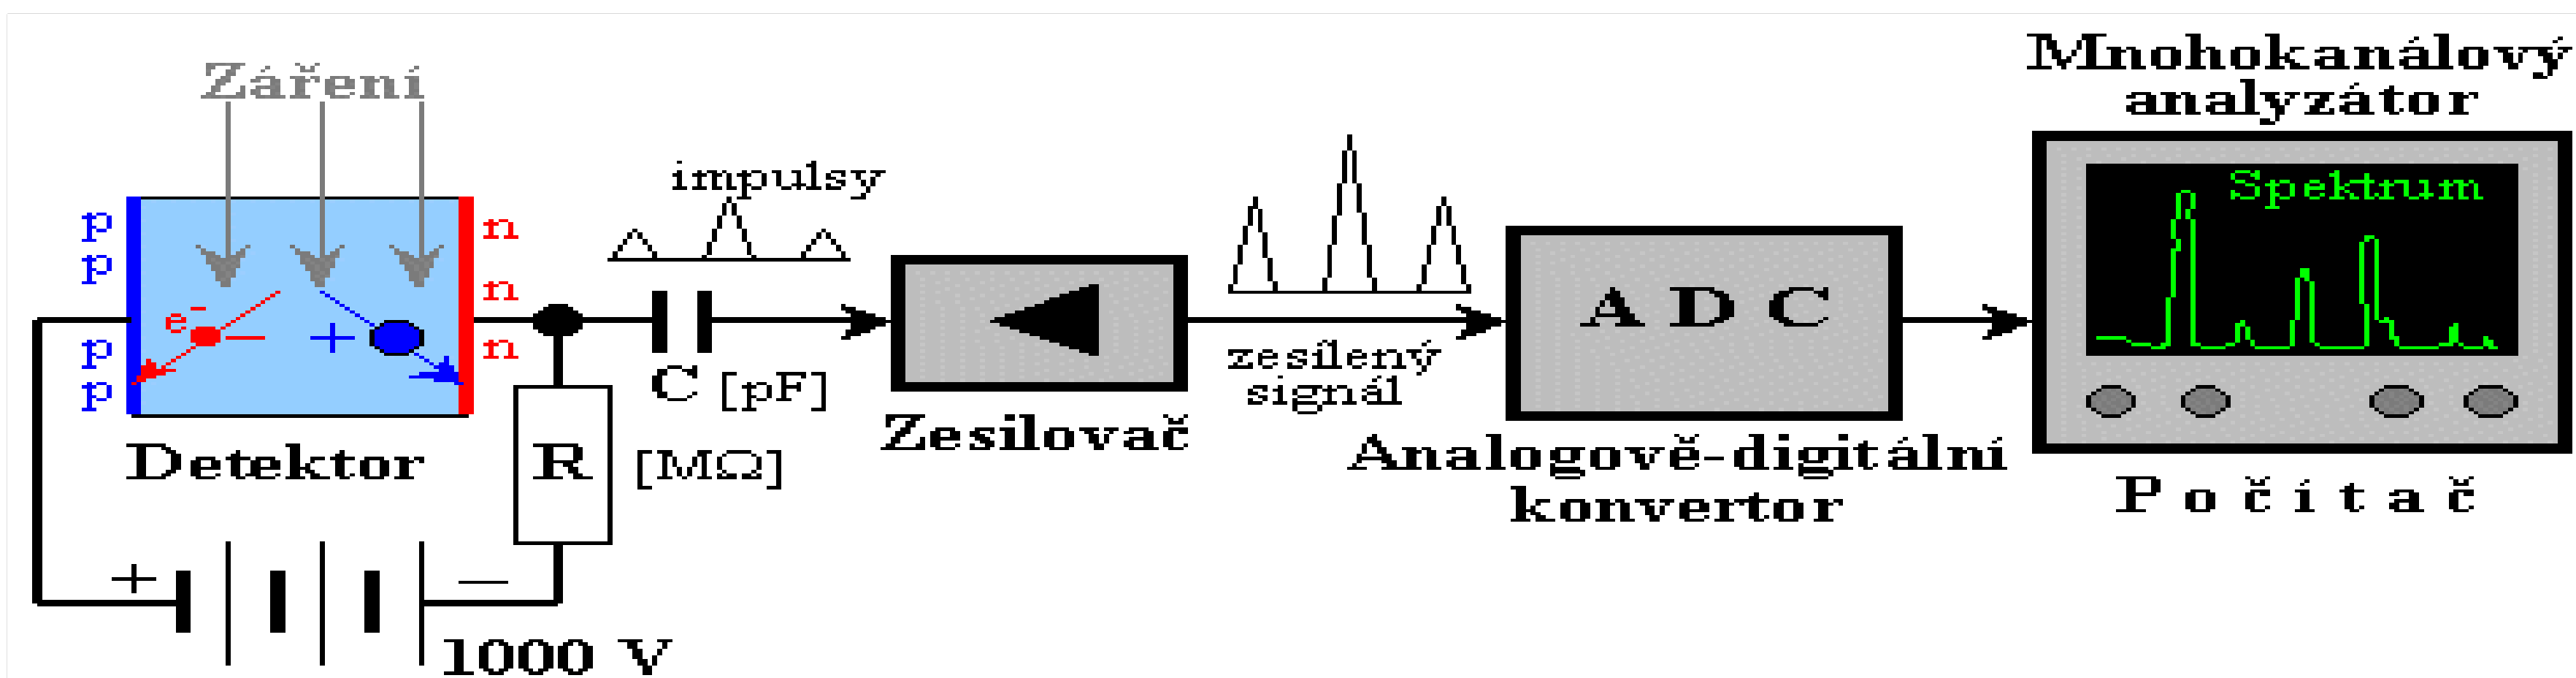 Záření
p
p
p
p
n
n
n
e-
−
+
Detektor
+
−
1000 V
R
[MΩ]
impulsy
C [pF]
Zesilovač
zesílený
signál
A D C
Analogově-digitální
konvertor
Mnohokanálový
analyzátor
Spektrum
Počítač